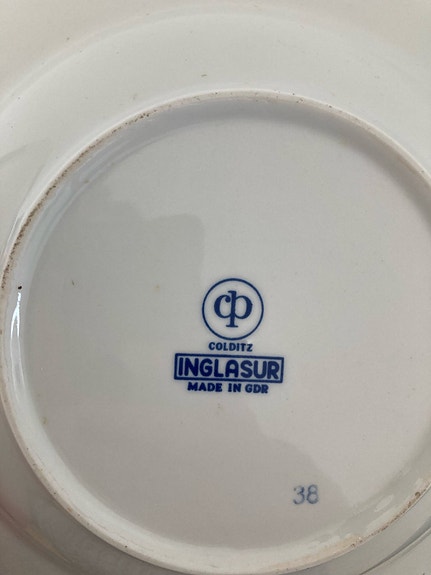 cp
COLDITZ
INGLASUR
MADE IN GDR
38